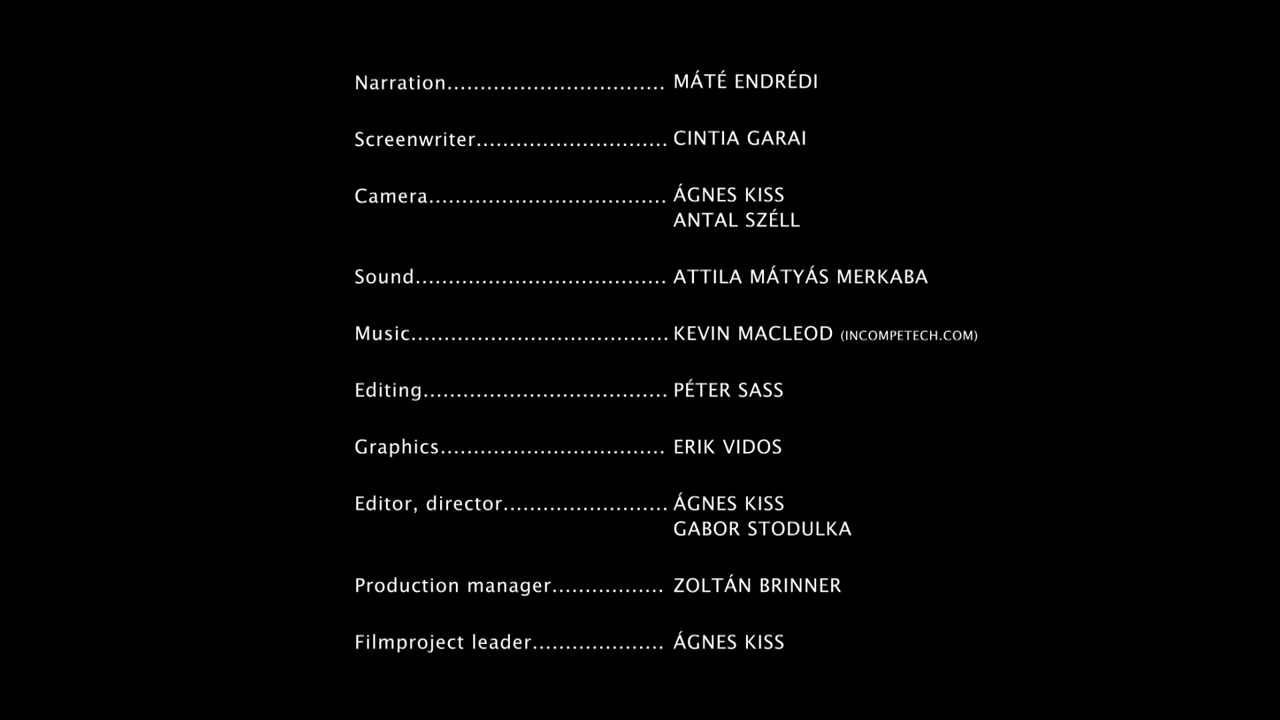 Narration................................. MÁTÉ ENDRÉDI
Screenwriter............................. CINTIA GARAI
Camera.................................... ÁGNES KISS
ANTAL SZÉLL
Sound...................................... ATTILA MÁTYÁS MERKABA
Music....................................... KEVIN MACLEOD (INCOMPETECH.COM)
Editing..................................... PÉTER SASS
Graphics.................................. ERIK VIDOS
Editor, director......................... ÁGNES KISS
GABOR STODULKA
Production manager................. ZOLTÁN BRINNER
Filmproject leader.................... ÁGNES KISS